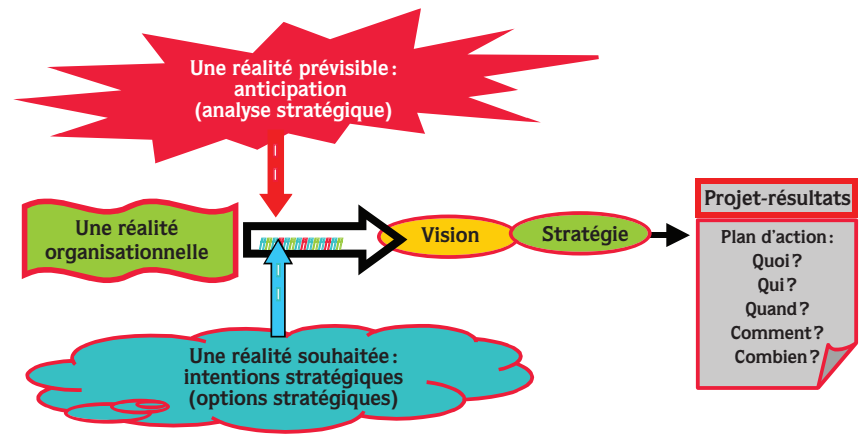 Une réalité prévisible :
anticipation
(analyse stratégique)
Une réalité
organisationnelle
Vision
Stratégie
Projet-résultats
Plan d'action :
Quoi ?
Qui ?
Quand ?
Comment ?
Combien ?
Une réalité souhaitée :
intentions stratégiques
(options stratégiques)